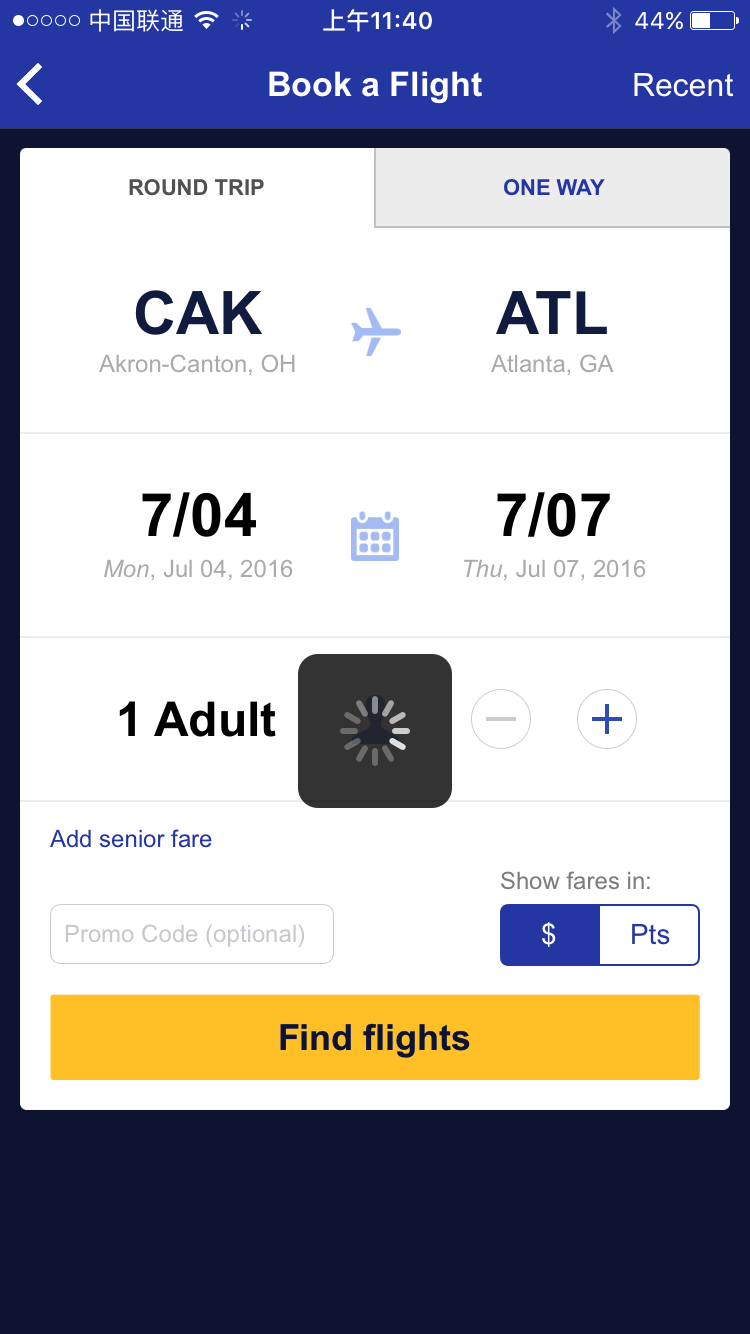 中国联通 上午11:40 44%
Book a Flight Recent
ROUND TRIP ONE WAY
CAK ATL
Akron-Canton, OH Atlanta, GA
7/04 7/07
Mon, Jul 04, 2016 Thu, Jul 07, 2016
1 Adult
Add senior fare
Show fares in:
Promo Code (optional) $ Pts
Find flights